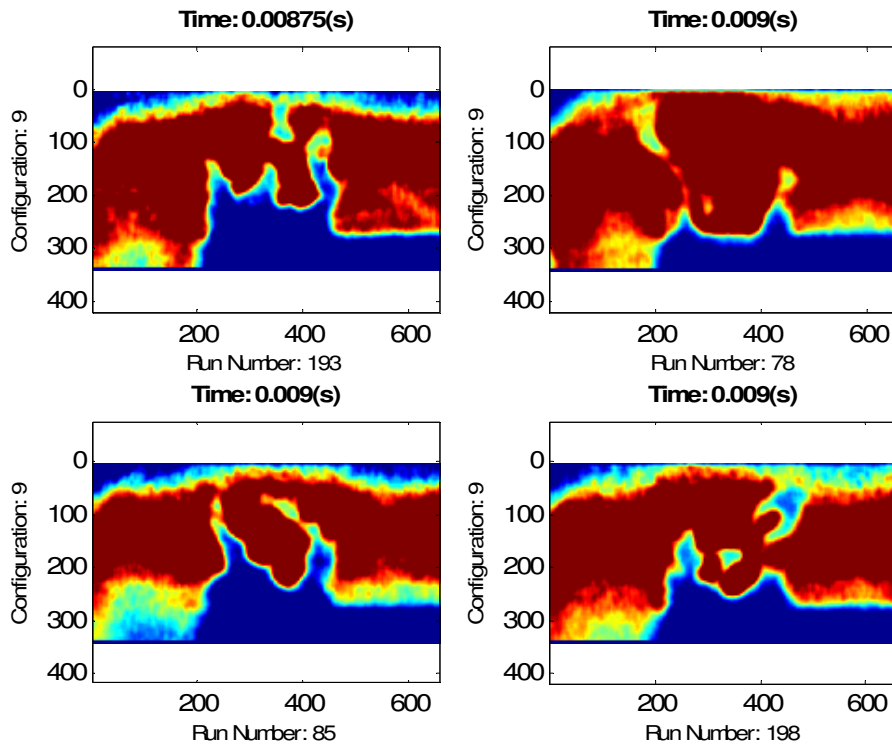 Time: 0.00875(s)
Configuration: 9
0
100
200
300
400
200 400 600
Run Number: 193
Time: 0.009(s)
Configuration: 9
0
100
200
300
400
200 400 600
Run Number: 78
Time: 0.009(s)
Configuration: 9
0
100
200
300
400
200 400 600
Run Number: 85
Time: 0.009(s)
Configuration: 9
0
100
200
300
400
200 400 600
Run Number: 198